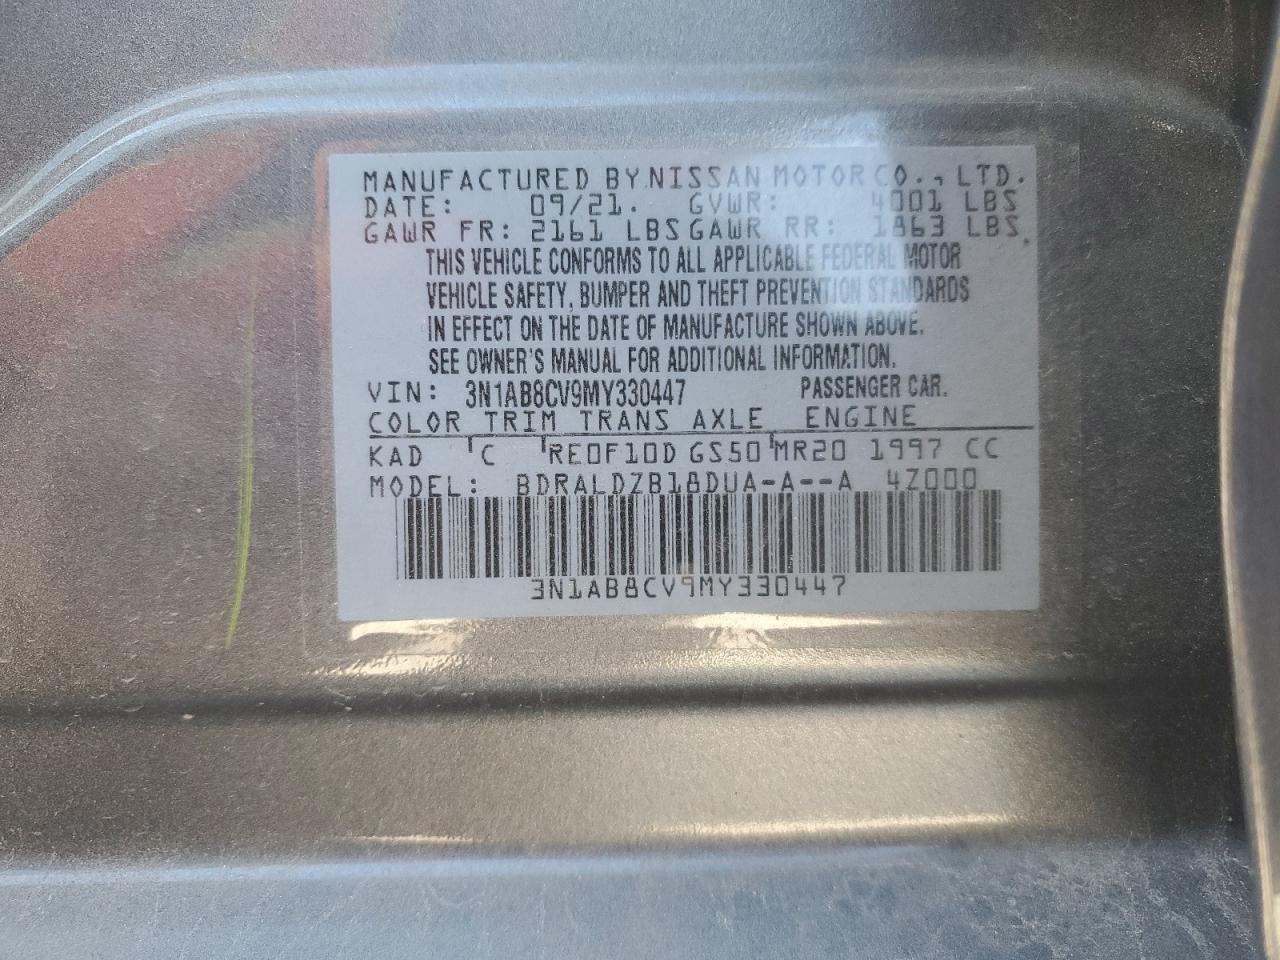 MANUFACTURED BY NISSAN MOTOR CO., LTD.
DATE: 09/21. GVWR: 4001 LBS
GAWR FR: 2161 LBS GAWR RR: 1863 LBS.
THIS VEHICLE CONFORMS TO ALL APPLICABLE FEDERAL MOTOR
VEHICLE SAFETY, BUMPER AND THEFT PREVENTION STANDARDS
IN EFFECT ON THE DATE OF MANUFACTURE SHOWN ABOVE.
SEE OWNER'S MANUAL FOR ADDITIONAL INFORMATION.
VIN: 3N1AB8CV9MY330447 PASSENGER CAR.
COLOR TRIM TRANS AXLE ENGINE
KAD C RE0F10D GS50 MR20 1997 CC
MODEL: BDRALDZB18DUA-A--A 4Z000
3N1AB8CV9MY330447